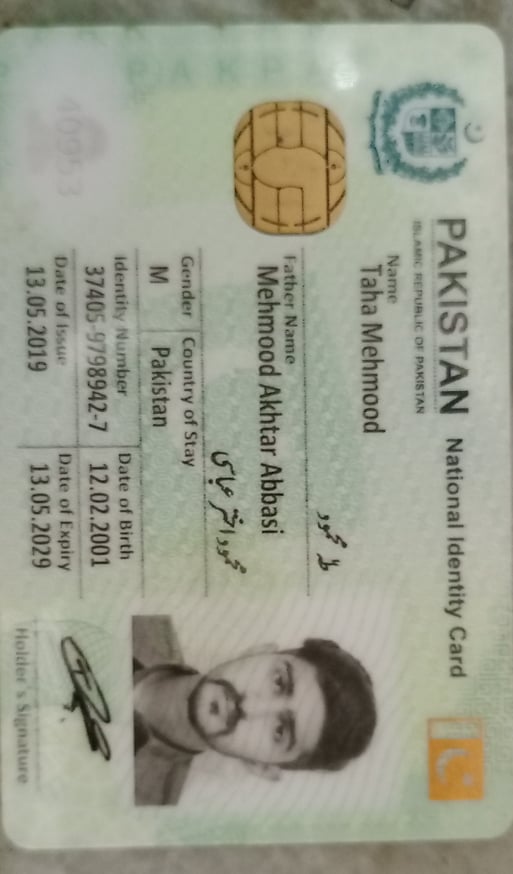 PAKISTAN National Identity Card
ISLAMIC REPUBLIC OF PAKISTAN
Name
Taha Mehmood
طہ محمود
Father Name
Mehmood Akhtar Abbasi
محمود اختر عباسی
Gender Country of Stay
M Pakistan
Identity Number Date of Birth
37405-9798942-7 12.02.2001
Date of Issue Date of Expiry
13.05.2019 13.05.2029
Holder's Signature